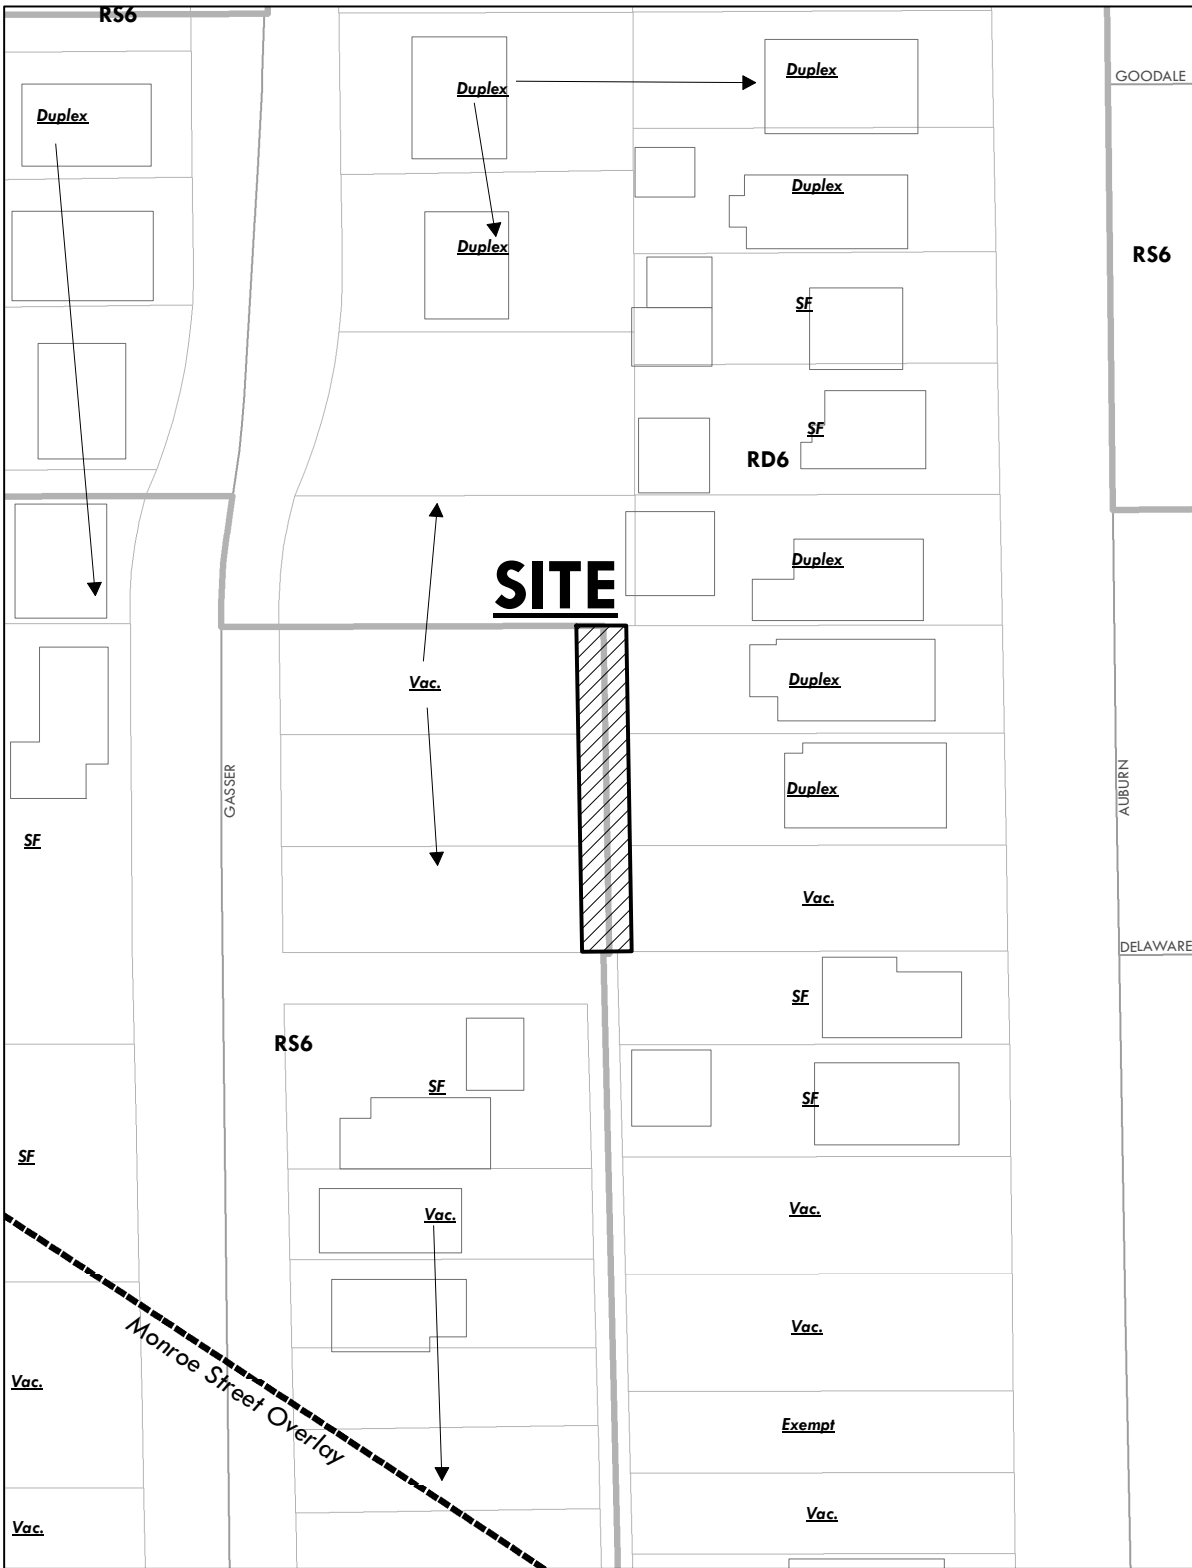 RS6
Duplex
GOODALE
Duplex
Duplex
Duplex
Duplex
RS6
SF
SF
RD6
Duplex
SITE
Vac.
Duplex
GASSER
AUBURN
Duplex
SF
Vac.
DELAWARE
SF
RS6
SF
SF
SF
Vac.
Vac.
Monroe Street Overlay
Vac.
Vac.
Exempt
Vac.
Vac.